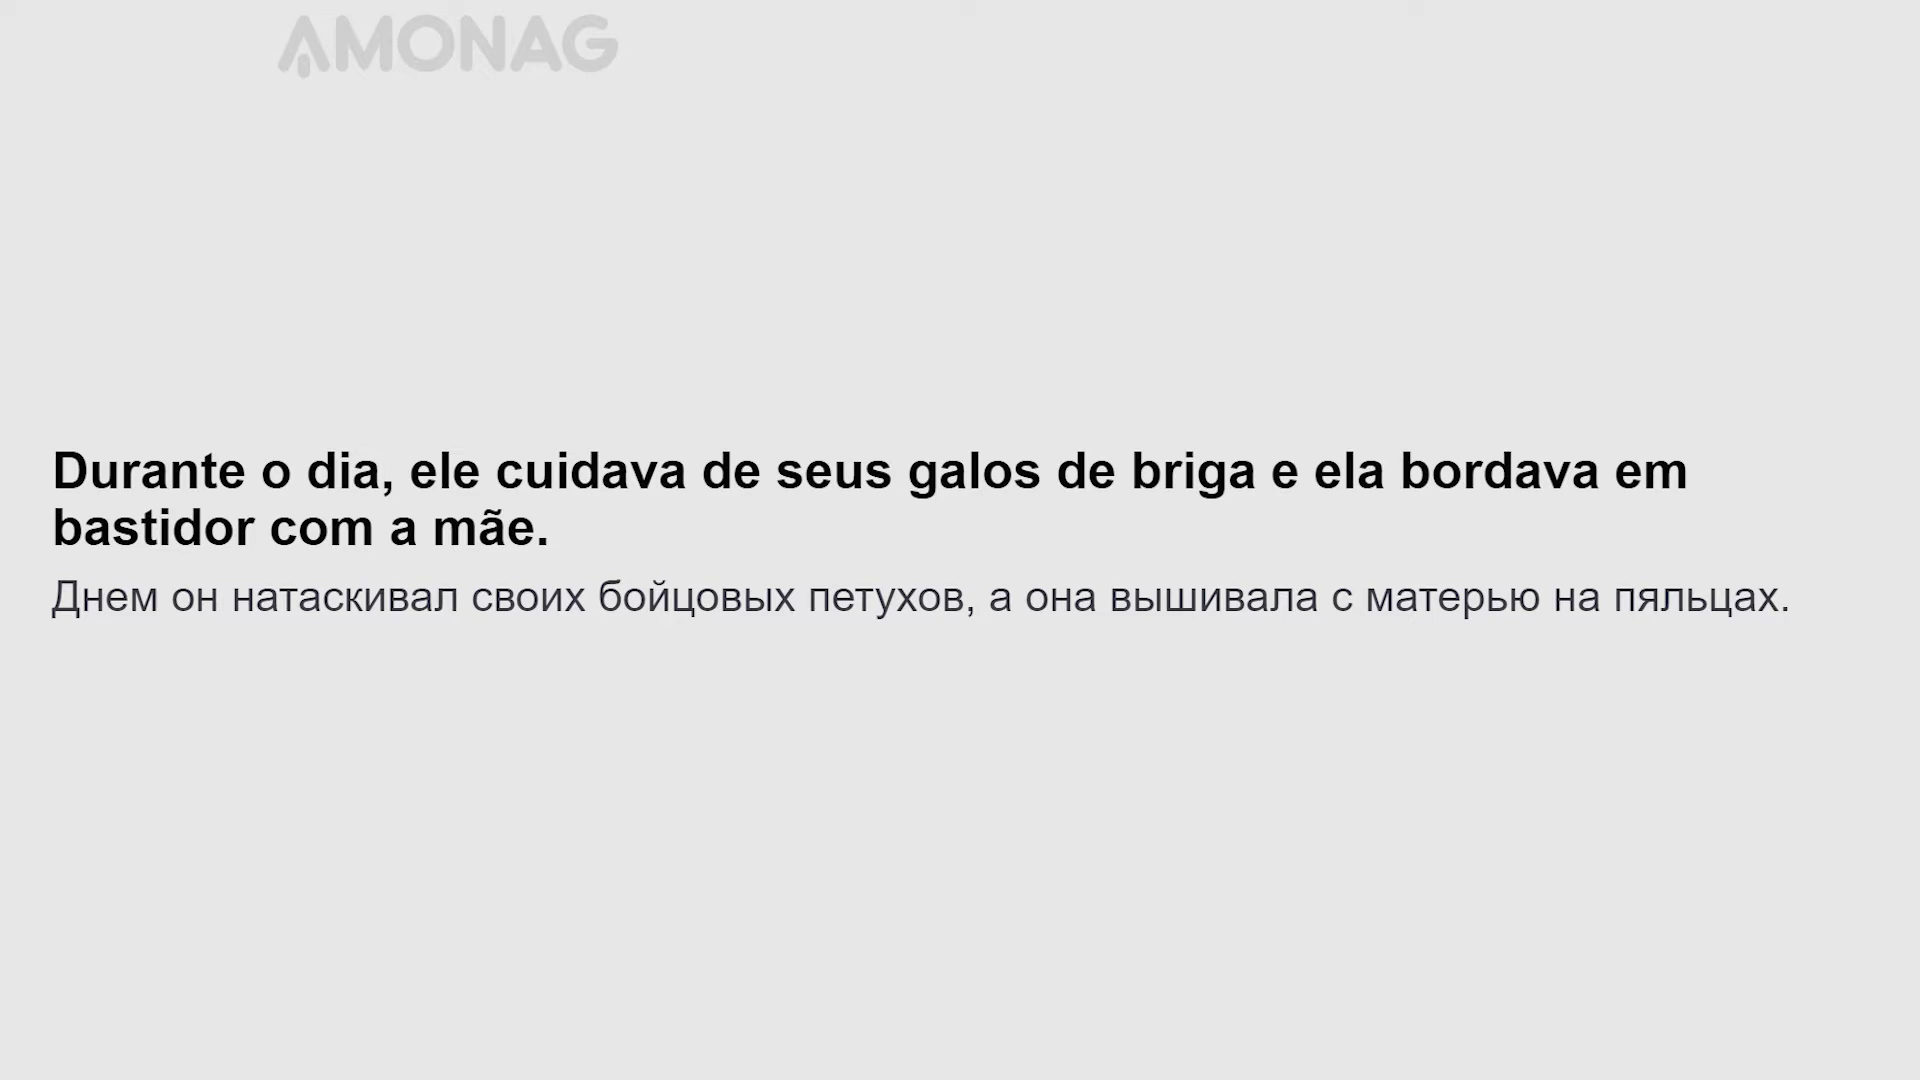 AMONAG
Durante o dia, ele cuidava de seus galos de briga e ela bordava em
bastidor com a mãe.
Днем он натаскивал своих бойцовых петухов, а она вышивала с матерью на пяльцах.